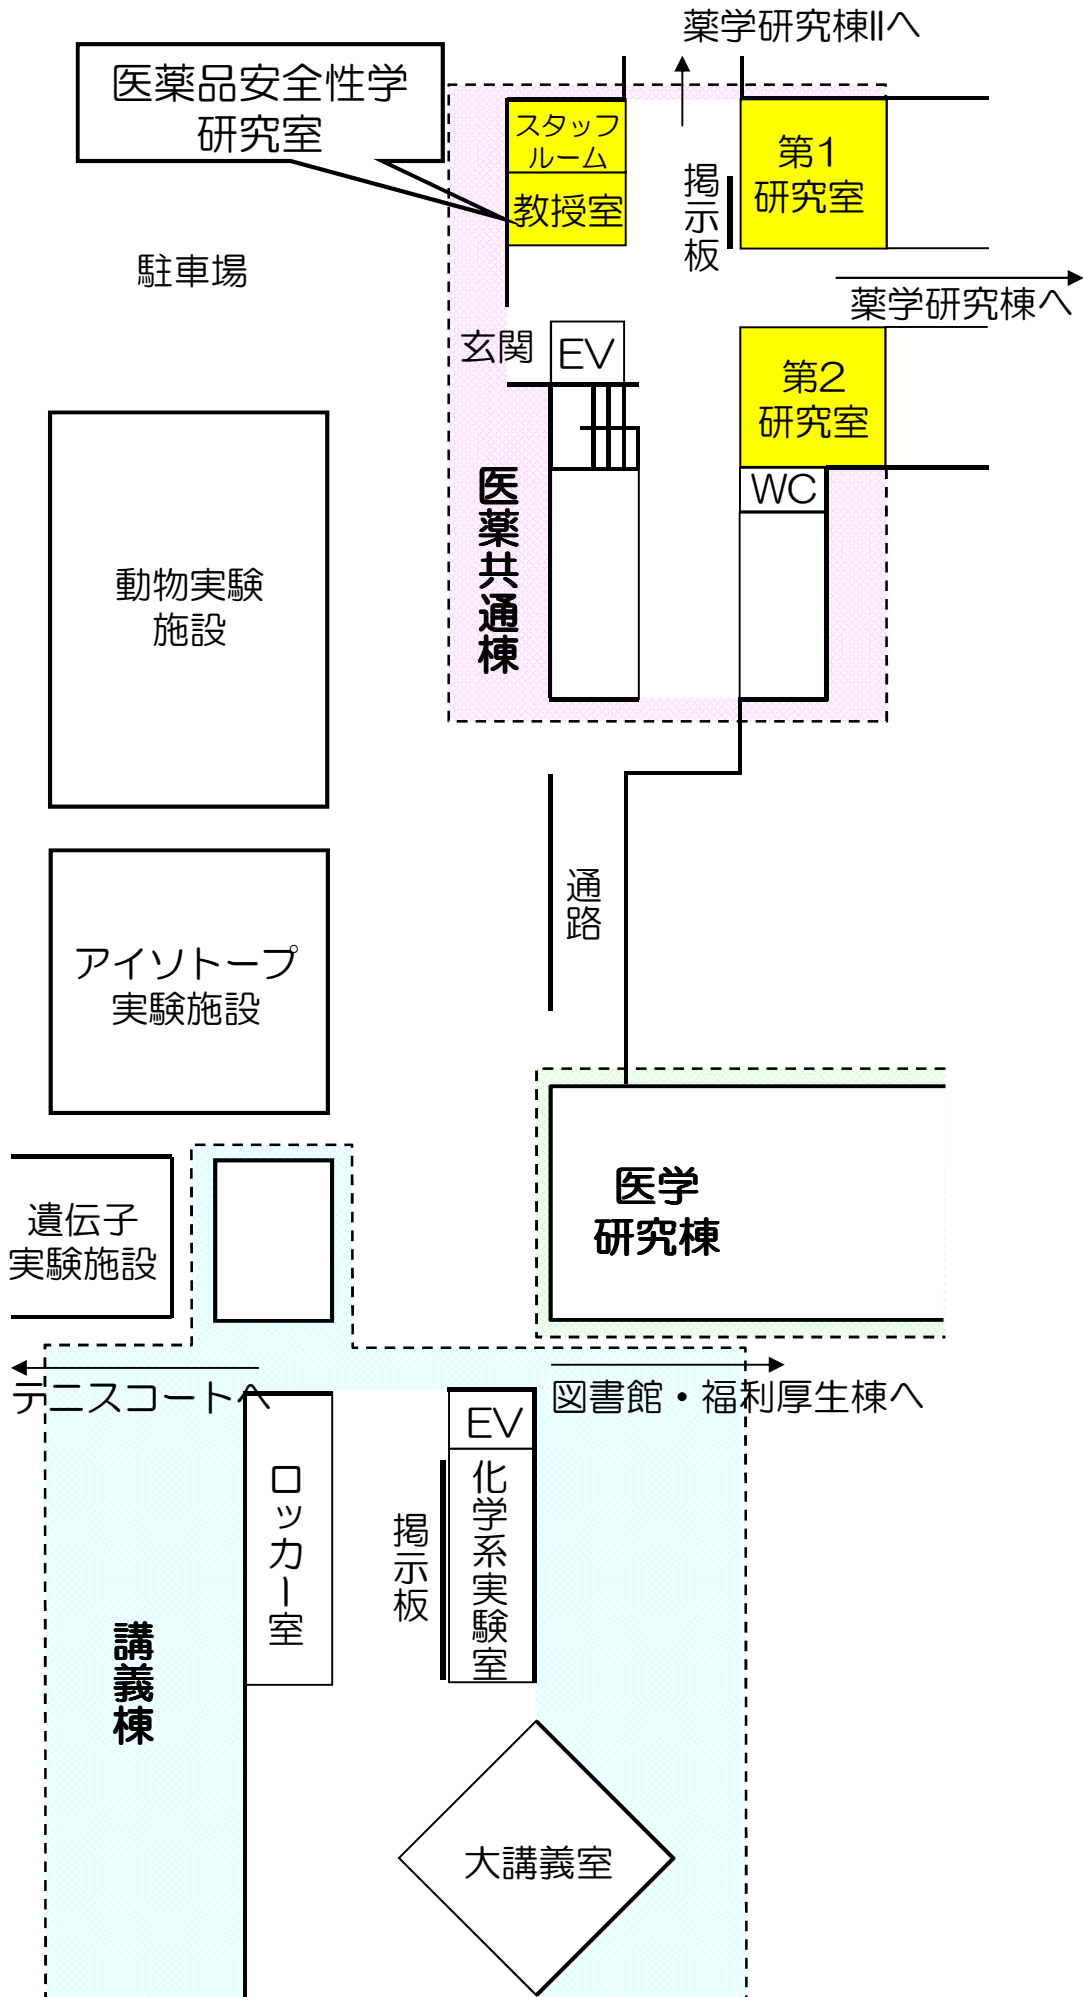 薬学研究棟Ⅱへ
医薬品安全性学
研究室
スタッフ
ルーム
教授室
掲示板
第1
研究室
駐車場
薬学研究棟へ
玄関
EV
第2
研究室
WC
医薬共通棟
動物実験
施設
通路
アイソトープ
実験施設
医学
研究棟
遺伝子
実験施設
テニスコートへ
図書館・福利厚生棟へ
EV
ロッカー室
掲示板
化学系実験室
講義棟
大講義室